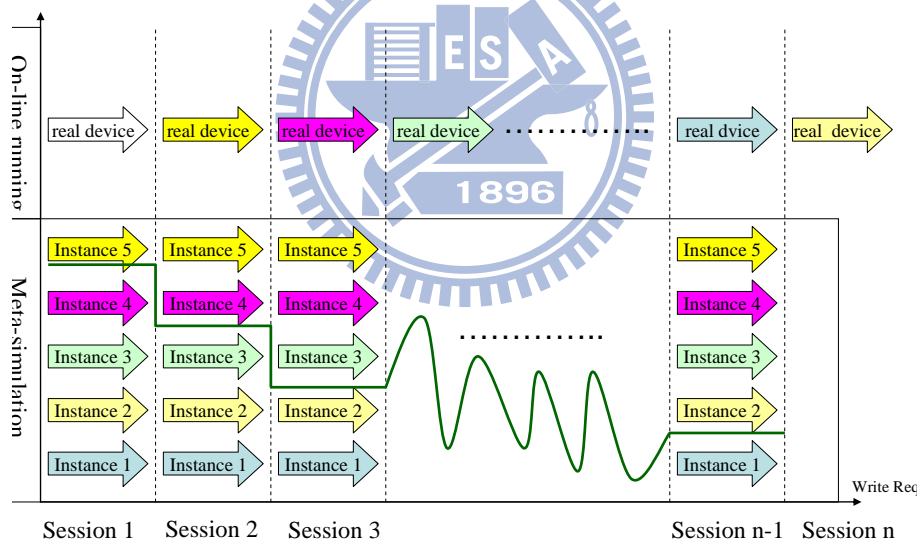 On-line running
real device real device real device real device real dvice real device
E S A
1896
Meta-simulation
Instance 5 Instance 5 Instance 5 Instance 5
Instance 4 Instance 4 Instance 4 Instance 4
Instance 3 Instance 3 Instance 3 Instance 3
Instance 2 Instance 2 Instance 2 Instance 2
Instance 1 Instance 1 Instance 1 Instance 1
Write Req
Session 1 Session 2 Session 3 Session n-1 Session n